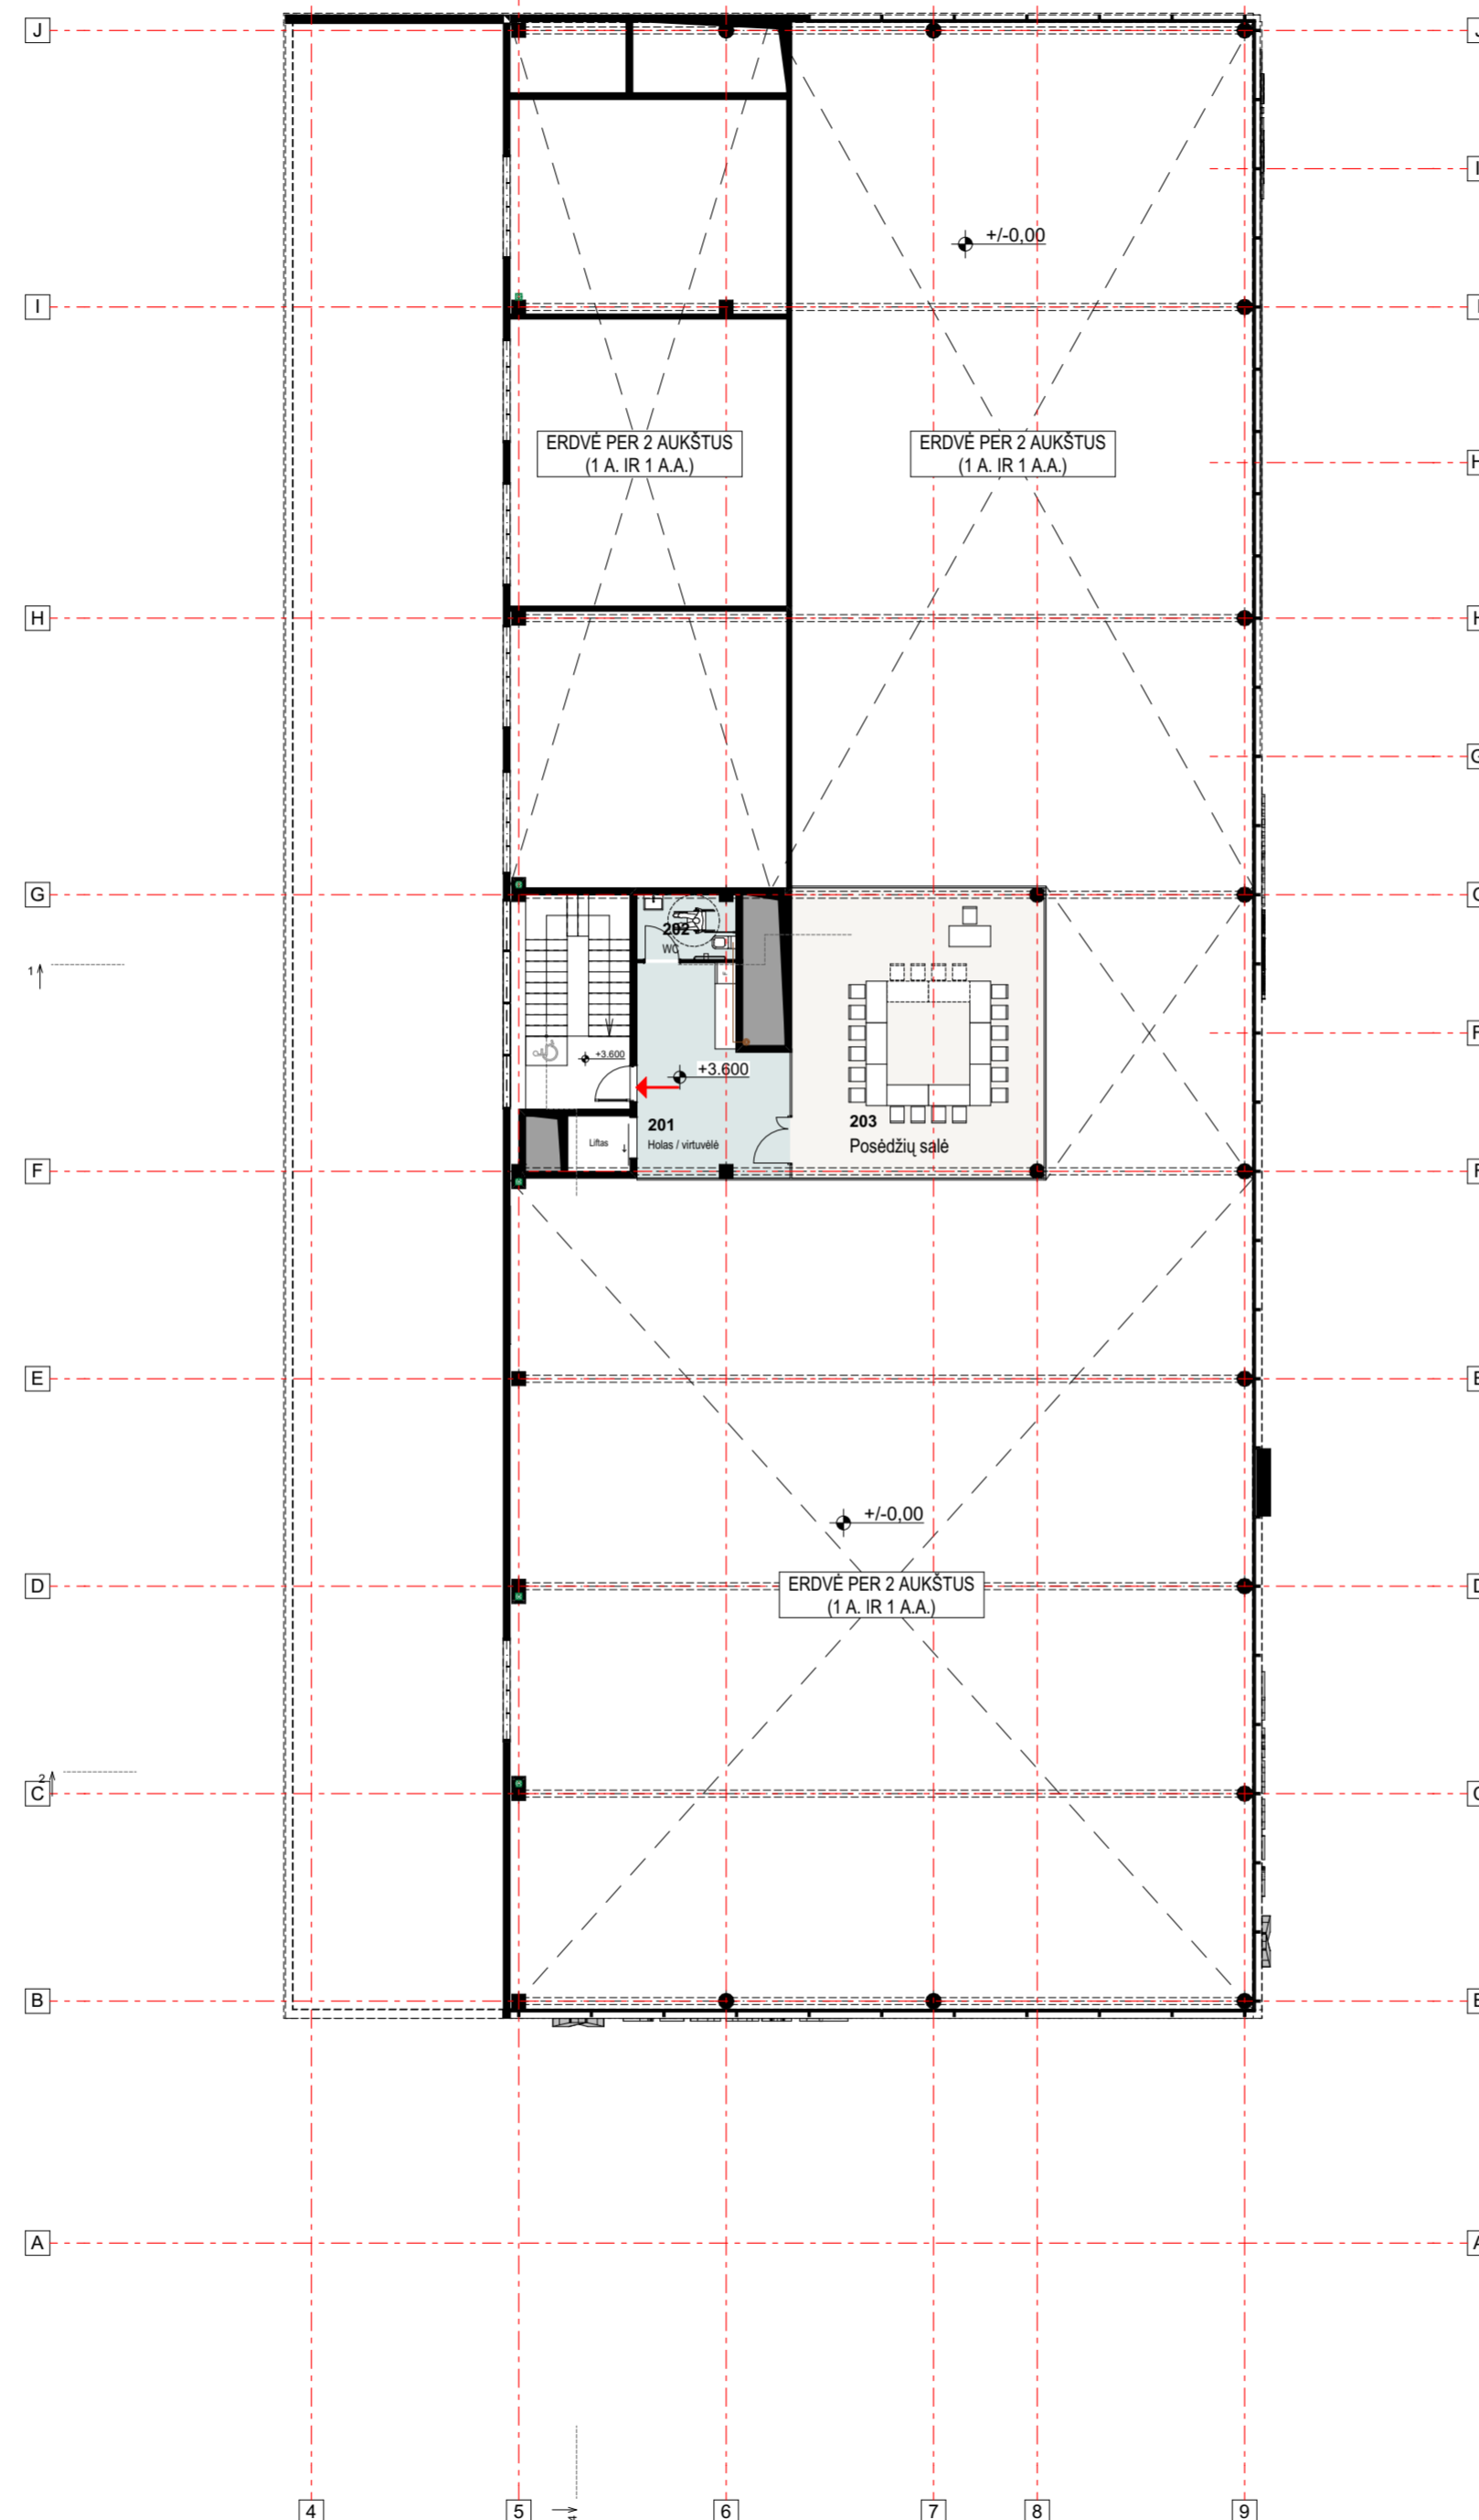 J
J
I
+/-0,00
I
I
ERDVĖ PER 2 AUKŠTUS
(1 A. IR 1 A.A.)
ERDVĖ PER 2 AUKŠTUS
(1 A. IR 1 A.A.)
H
H
H
G
G
G
202
WC
1
F
+3.600
+3.600
201
Holas / virtuvėlė
203
Posėdžių salė
Liftas
F
F
E
E
+/-0,00
D
ERDVĖ PER 2 AUKŠTUS
(1 A. IR 1 A.A.)
D
2
C
C
B
B
A
A
4
5
4
6
7
8
9